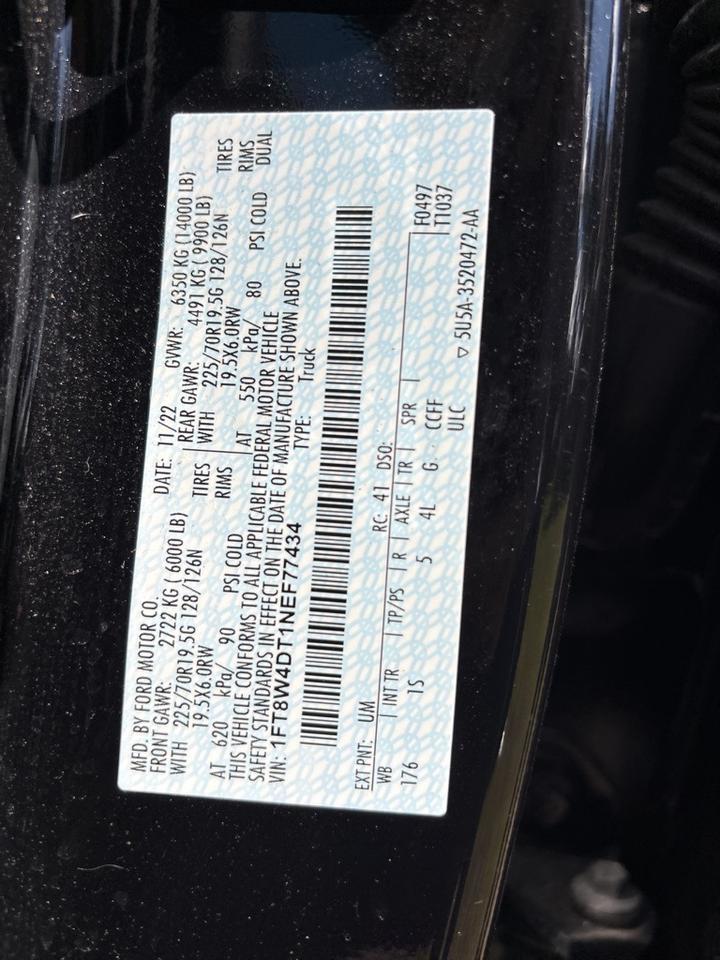 MFD. BY FORD MOTOR CO.
DATE: 11/22 GVWR: 6350 KG (14000 LB)
FRONT GAWR: 2722 KG ( 6000 LB) REAR GAWR: 4491 KG ( 9900 LB)
WITH 225/70R19.5G 128/126N TIRES WITH 225/70R19.5G 128/126N TIRES
19.5X6.0RW RIMS 19.5X6.0RW RIMS
AT 620 kPa/ 90 PSI COLD AT 550 kPa/ 80 PSI COLD DUAL
THIS VEHICLE CONFORMS TO ALL APPLICABLE FEDERAL MOTOR VEHICLE
SAFETY STANDARDS IN EFFECT ON THE DATE OF MANUFACTURE SHOWN ABOVE.
VIN: 1FT8W4DT1NEF77434 TYPE: Truck
EXT PNT: UM RC: 41 DSO: F0497
WB INT TR TP/PS R AXLE TR SPR T1037
176 1S 5 4L G. CCFF
ULC ▽ 5U5A-3520472-AA